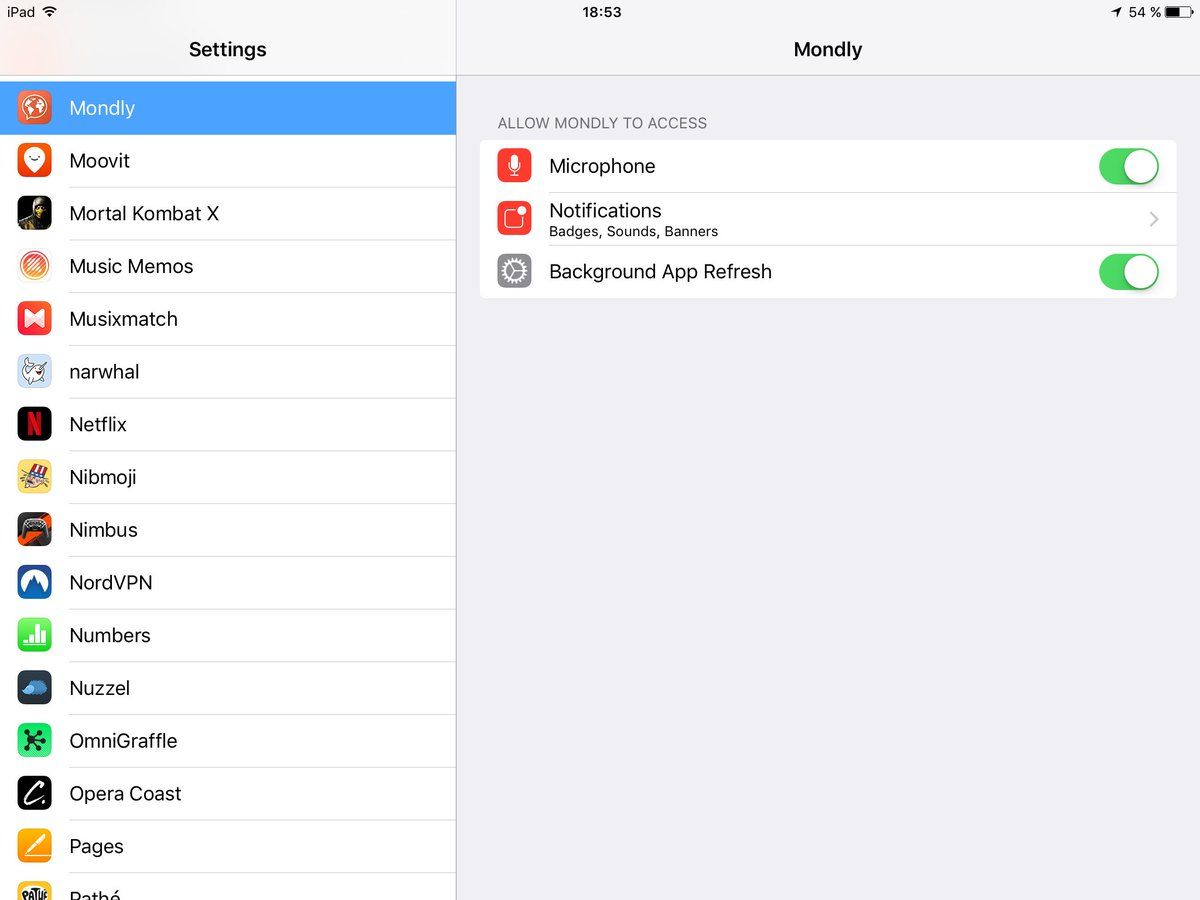 iPad
18:53
54 %
Settings
Mondly
Mondly
Moovit
Mortal Kombat X
Music Memos
Musixmatch
narwhal
Netflix
Nibmoji
Nimbus
NordVPN
Numbers
Nuzzel
OmniGraffle
Opera Coast
Pages
PATHÉ
Pathé
ALLOW MONDLY TO ACCESS
Microphone
Notifications
Badges, Sounds, Banners
Background App Refresh